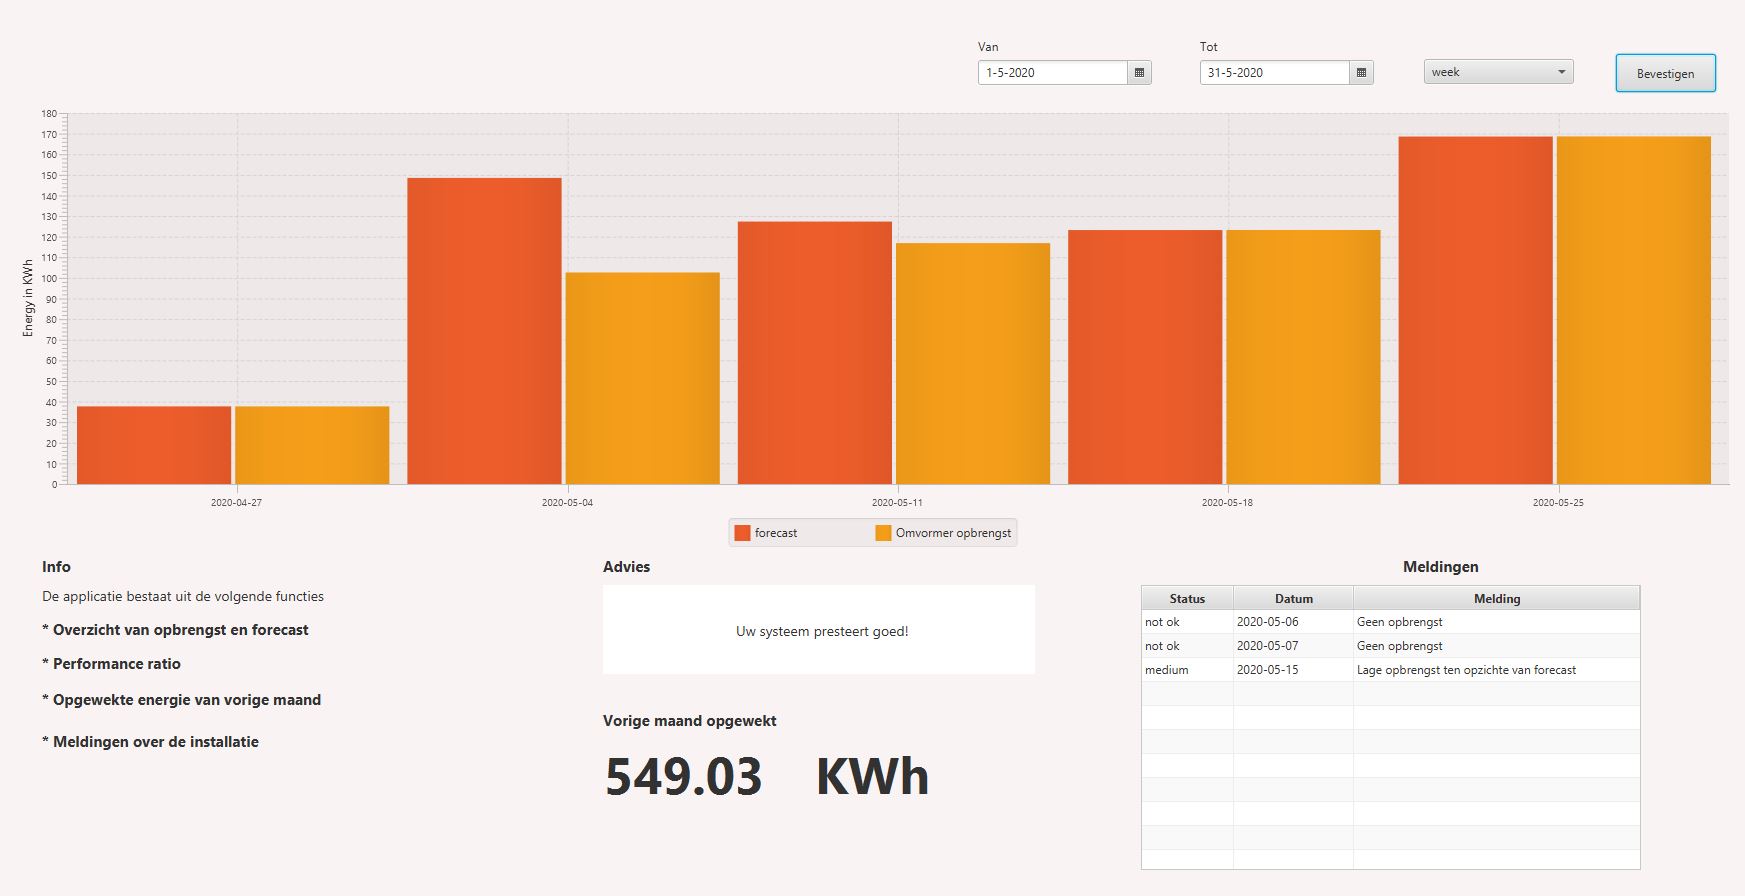 Van
Tot
1-5-2020
31-5-2020
week
Bevestigen
Energy in KWh
180
170
160
150
140
130
120
110
100
90
80
70
60
50
40
30
20
10
0
2020-04-27
2020-05-04
2020-05-11
2020-05-18
2020-05-25
forecast
Omvormer opbrengst
Info
De applicatie bestaat uit de volgende functies
* Overzicht van opbrengst en forecast
* Performance ratio
* Opgewekte energie van vorige maand
* Meldingen over de installatie
Advies
Uw systeem presteert goed!
Vorige maand opgewekt
549.03 KWh
Meldingen
Status Datum Melding
not ok 2020-05-06 Geen opbrengst
not ok 2020-05-07 Geen opbrengst
medium 2020-05-15 Lage opbrengst ten opzichte van forecast